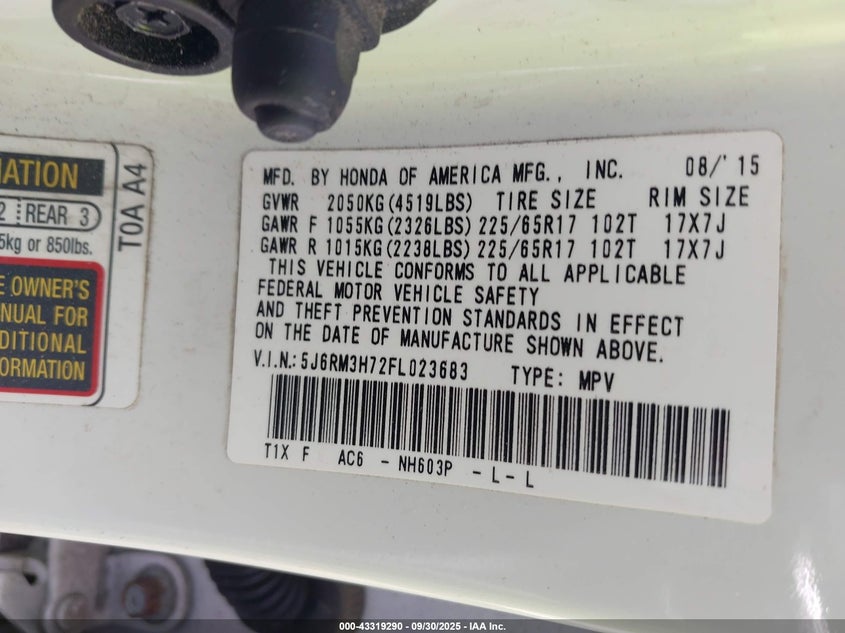 MATION
2 REAR 3
5kg or 850lbs.
E OWNER'S
NUAL FOR
DITIONAL
FORMATION
T0A A4
MFD. BY HONDA OF AMERICA MFG., INC. 08/'15
GVWR 2050KG(4519LBS) TIRE SIZE RIM SIZE
GAWR F 1055KG(2326LBS) 225/65R17 102T 17X7J
GAWR R 1015KG(2238LBS) 225/65R17 102T 17X7J
THIS VEHICLE CONFORMS TO ALL APPLICABLE
FEDERAL MOTOR VEHICLE SAFETY
AND THEFT PREVENTION STANDARDS IN EFFECT
ON THE DATE OF MANUFACTURE SHOWN ABOVE.
V.I.N.: 5J6RM3H72FL023683 TYPE: MPV
T1X F AC6 - NH603P - L- L
000-43319290 - 09/30/2025 - IAA Inc.